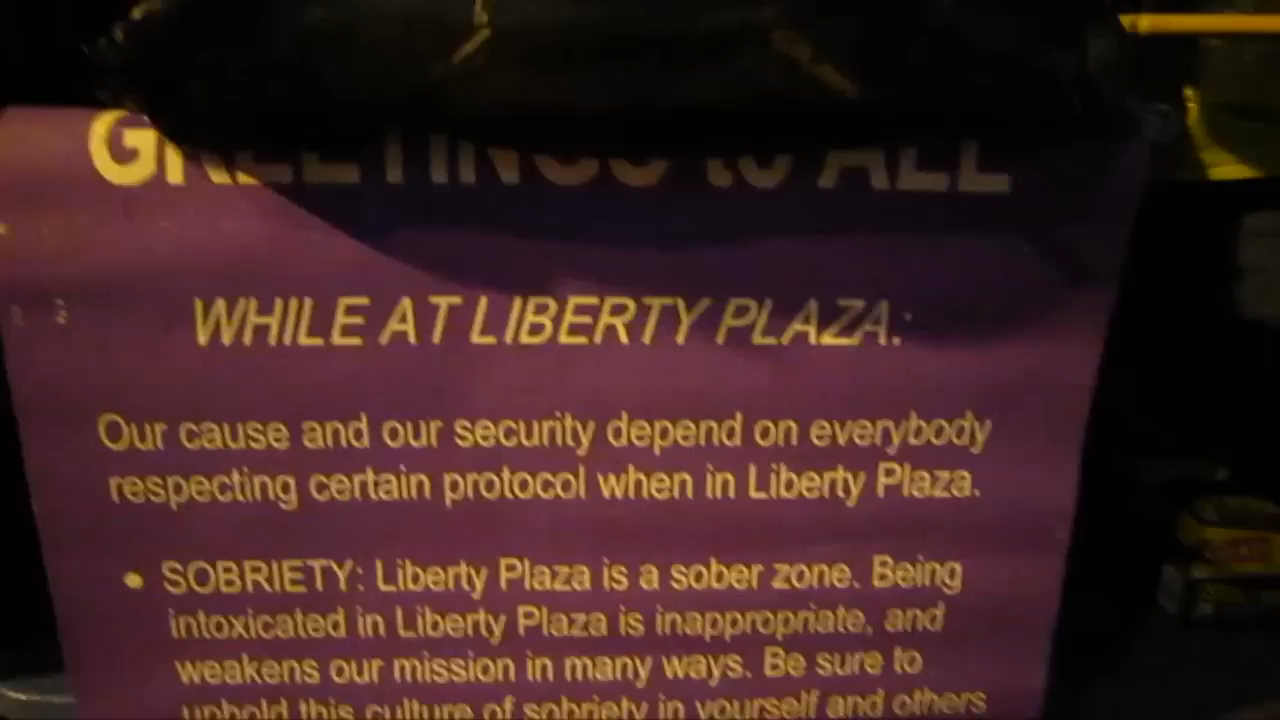 GREETINGS to ALL
WHILE AT LIBERTY PLAZA:
Our cause and our security depend on everybody
respecting certain protocol when in Liberty Plaza.
• SOBRIETY: Liberty Plaza is a sober zone. Being
intoxicated in Liberty Plaza is inappropriate, and
weakens our mission in many ways. Be sure to
uphold this culture of sobriety in yourself and others